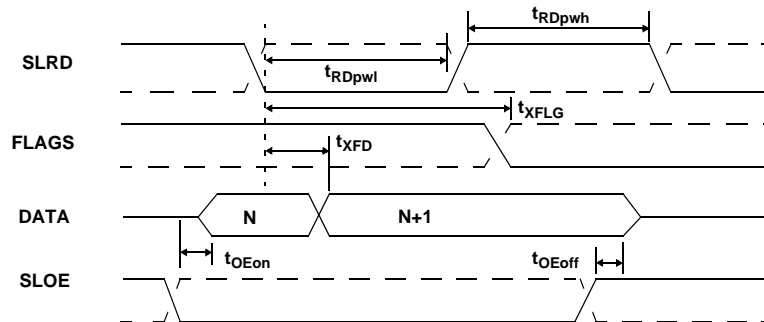 t_RDpwh
SLRD
t_RDpwl
t_XFLG
FLAGS
t_XFD
DATA
N
N+1
t_OEon
t_OEoff
SLOE